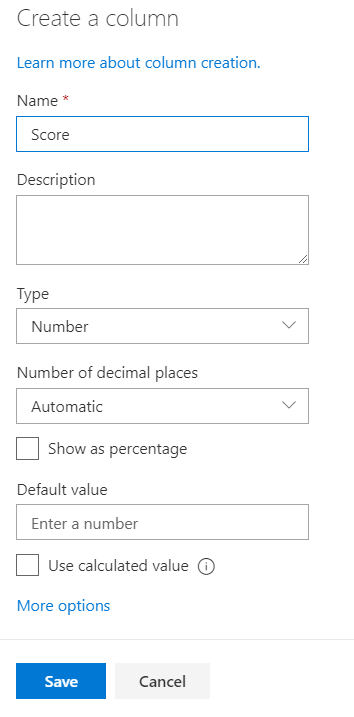 Create a column
Learn more about column creation.
Name *
Score
Description
Type
Number
Number of decimal places
Automatic
Show as percentage
Default value
Enter a number
Use calculated value
More options
Save Cancel